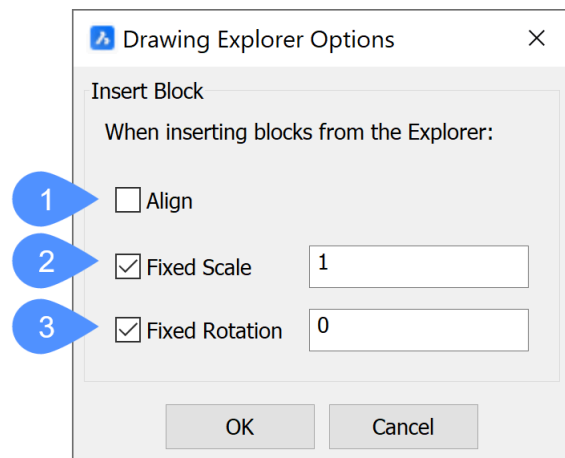 Drawing Explorer Options
Insert Block
When inserting blocks from the Explorer:
1 Align
2 Fixed Scale 1
3 Fixed Rotation 0
OK Cancel